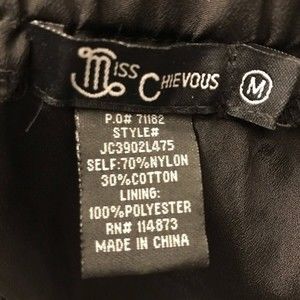 Miss Chievous
M
P.O# 71182
STYLE#
JC3902L475
SELF:70%NYLON
30%COTTON
LINING:
100%POLYESTER
RN# 114873
MADE IN CHINA